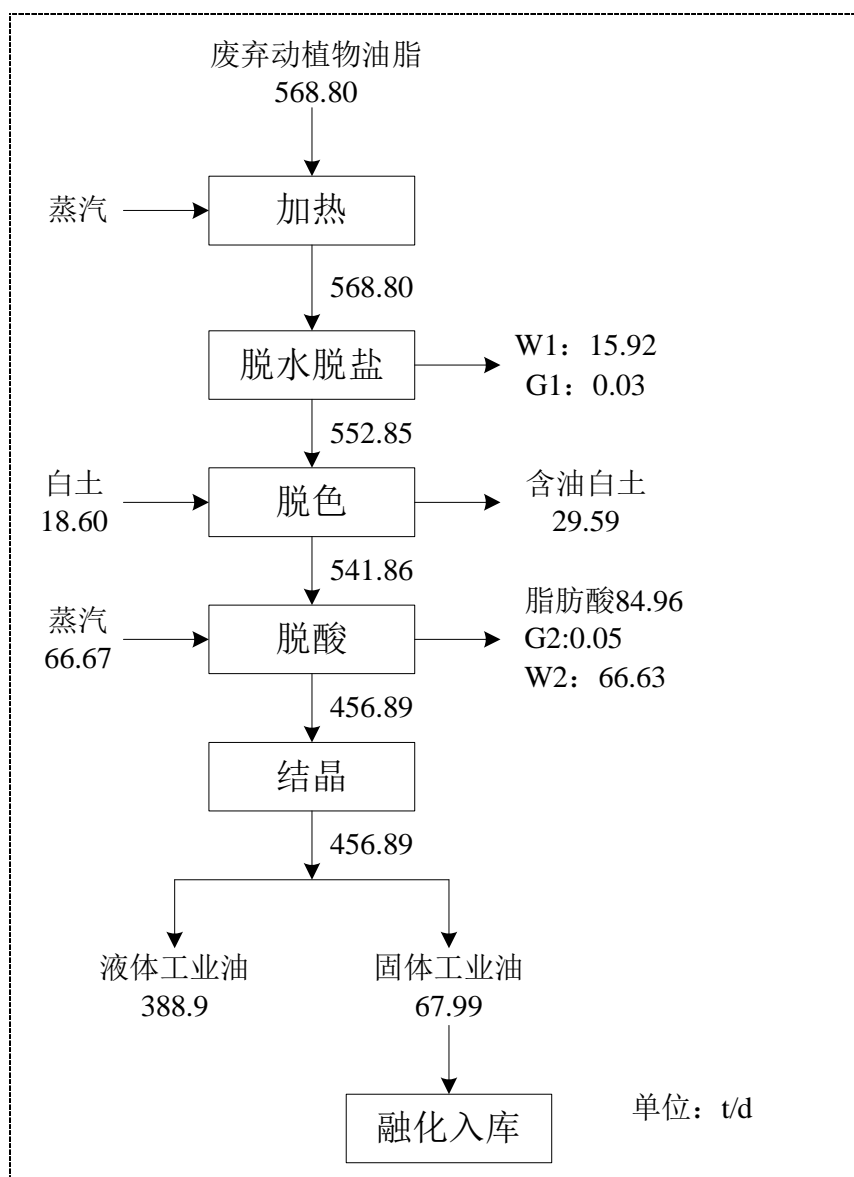 废弃动植物油脂
568.80
蒸汽
加热
568.80
脱水脱盐
W1：15.92
G1：0.03
552.85
白土
18.60
脱色
含油白土
29.59
541.86
蒸汽
66.67
脱酸
脂肪酸84.96
G2:0.05
W2：66.63
456.89
结晶
456.89
液体工业油
388.9
固体工业油
67.99
融化入库
单位：t/d